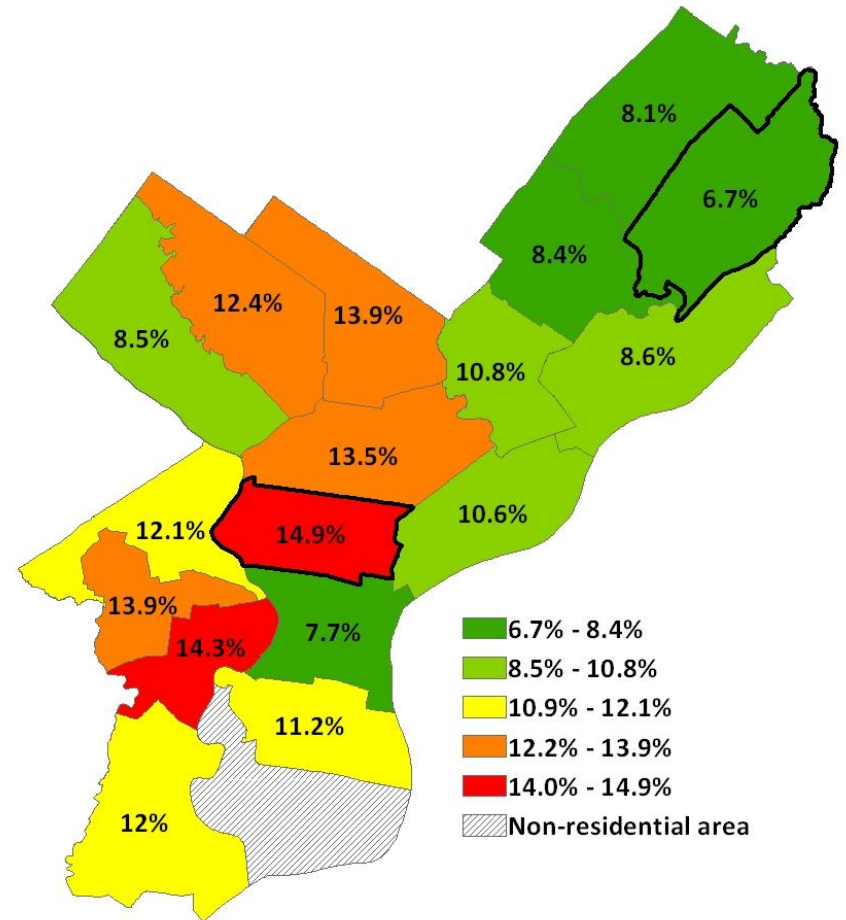 8.1%
6.7%
8.4%
12.4%
13.9%
8.5%
8.6%
10.8%
13.5%
10.6%
12.1%
14.9%
13.9%
14.3%
7.7%
11.2%
12%
6.7% - 8.4%
8.5% - 10.8%
10.9% - 12.1%
12.2% - 13.9%
14.0% - 14.9%
Non-residential area